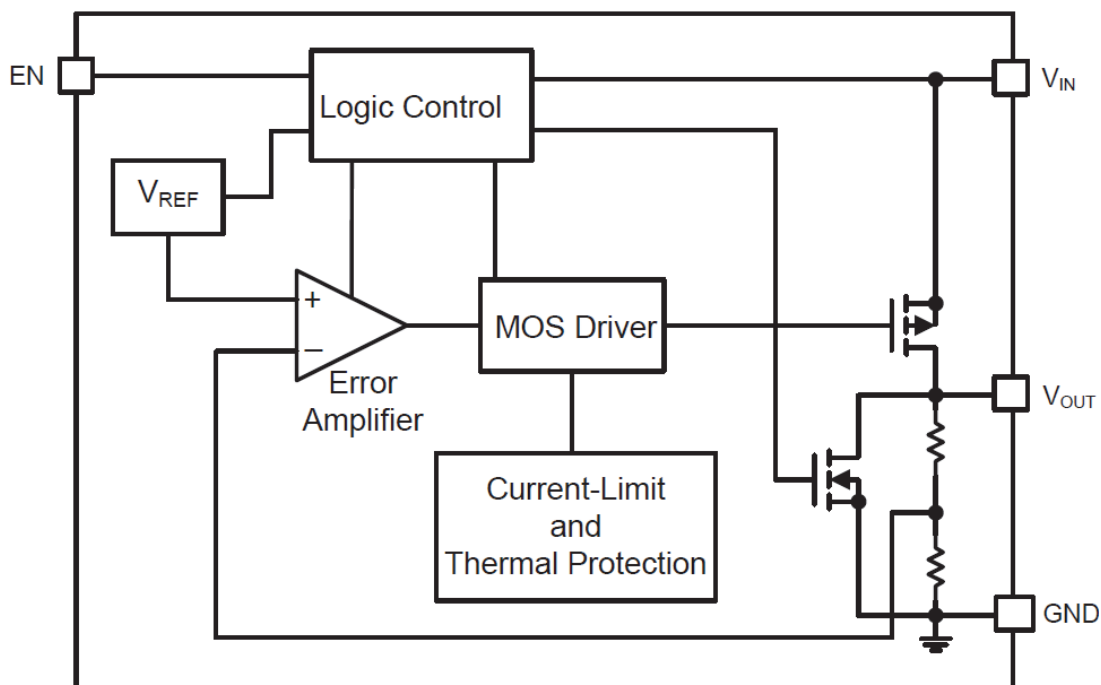 EN
Logic Control
VIN
VREF
+
MOS Driver
–
Error
Amplifier
VOUT
Current-Limit
and
Thermal Protection
GND